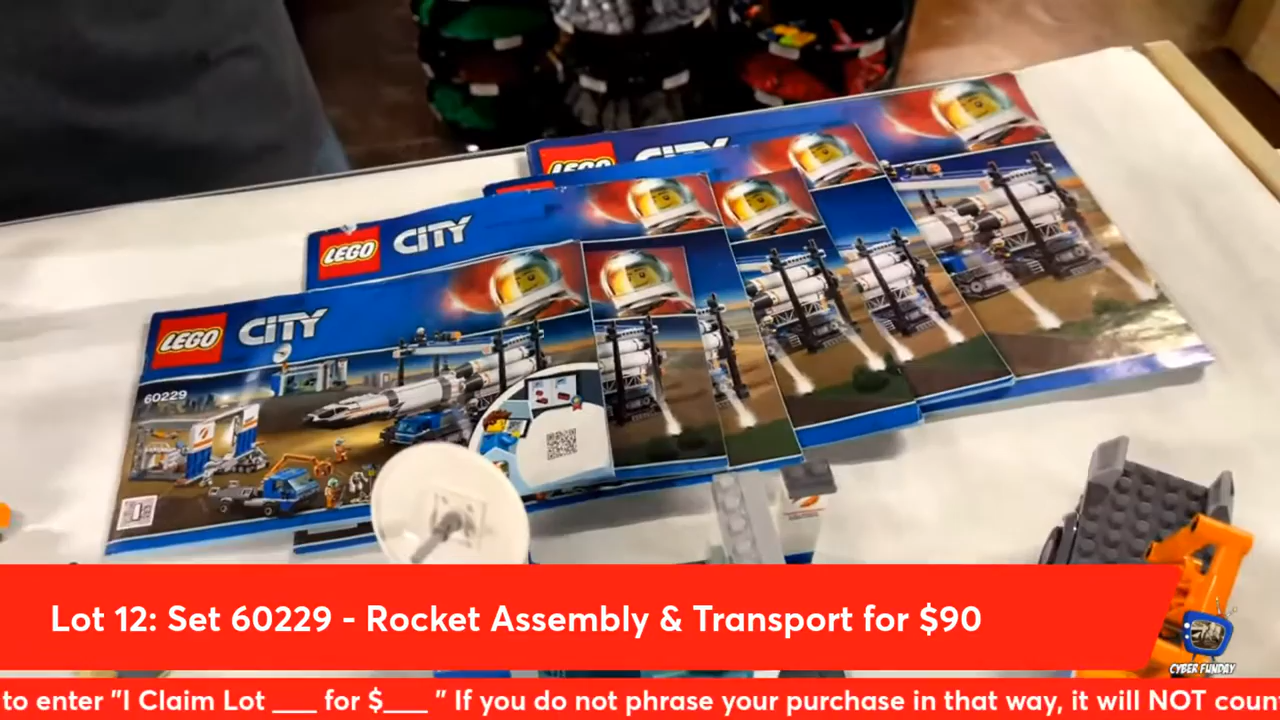 LEGO CITY
LEGO CITY
LEGO CITY
60229
1
Lot 12: Set 60229 - Rocket Assembly & Transport for $90
CYBER FUNDAY
to enter "I Claim Lot ___ for $___ " If you do not phrase your purchase in that way, it will NOT coun